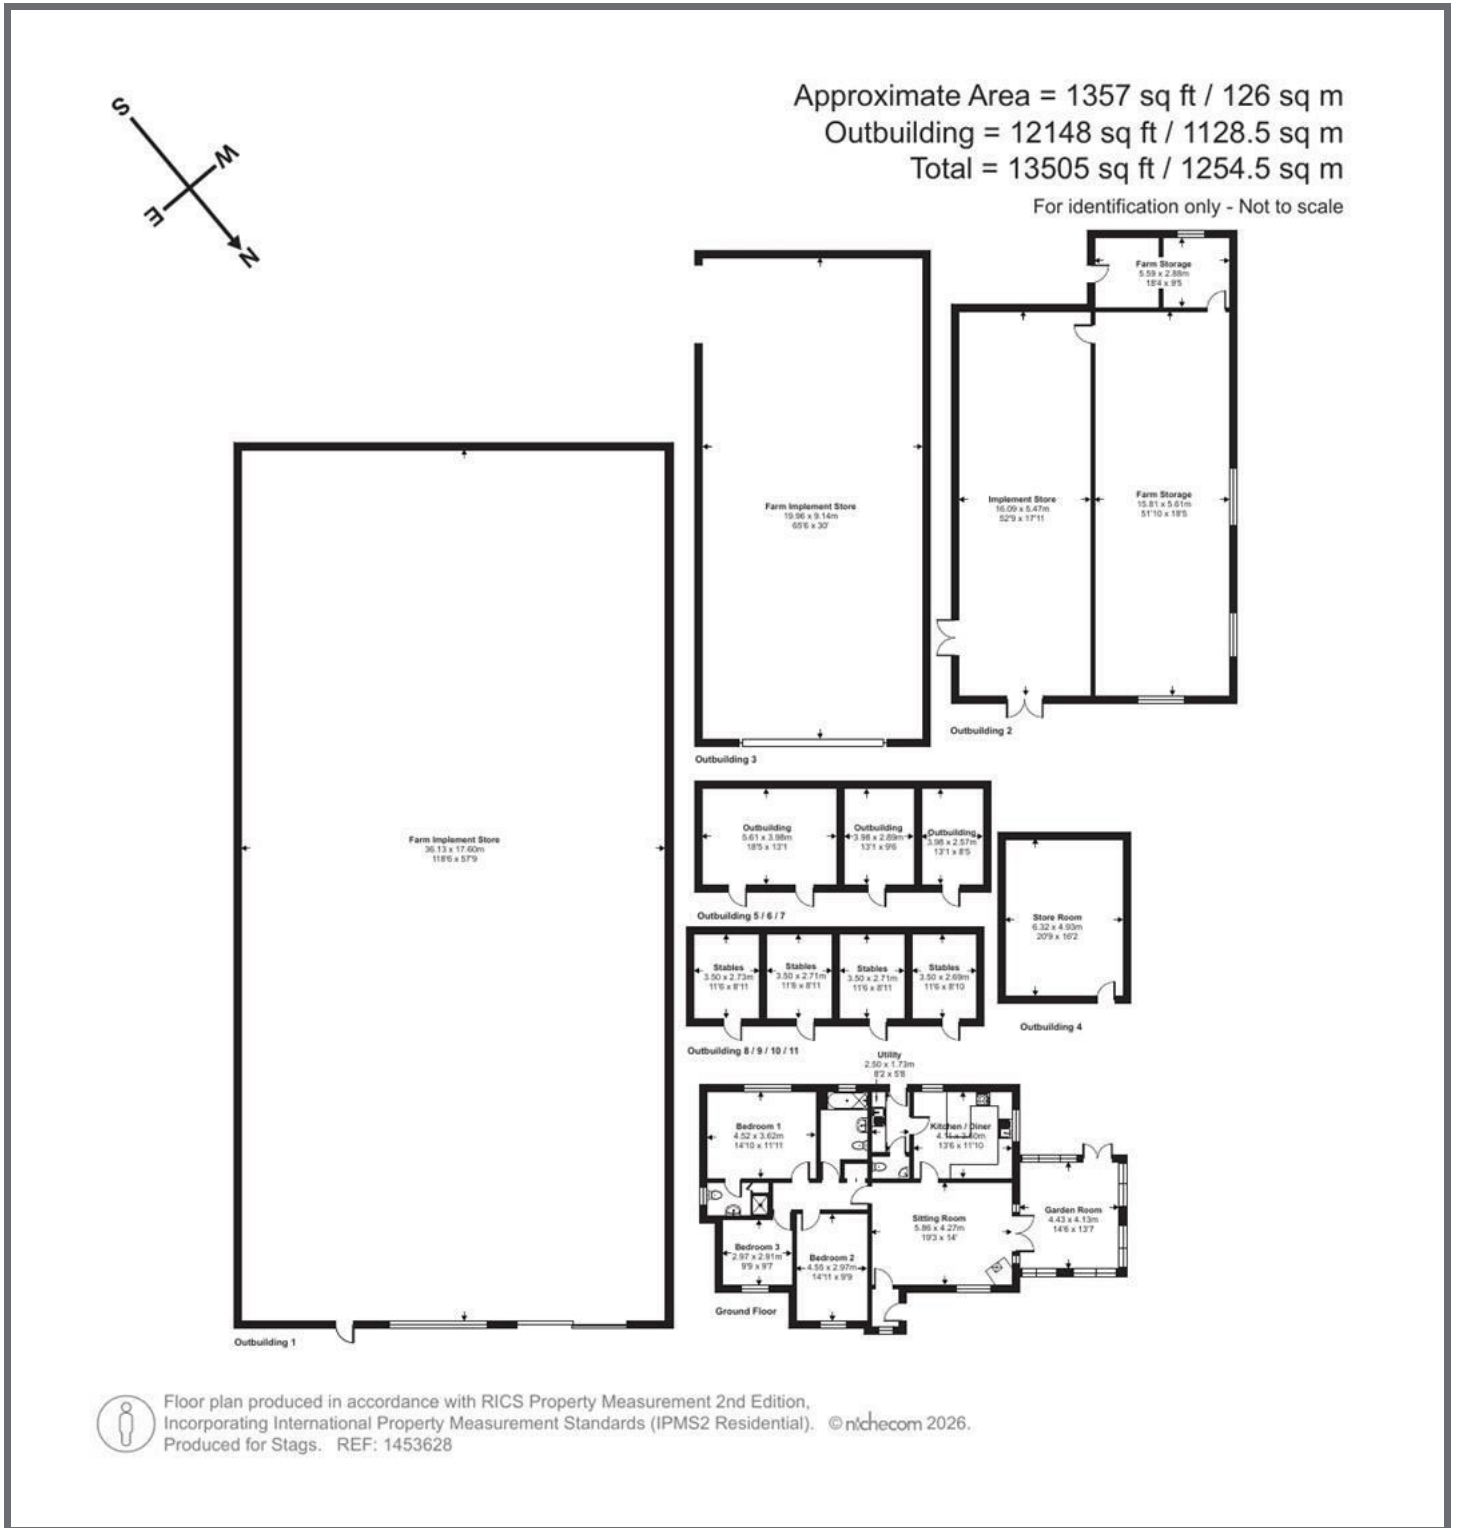 Approximate Area = 1357 sq ft / 126 sq m
Outbuilding = 12148 sq ft / 1128.5 sq m
Total = 13505 sq ft / 1254.5 sq m
For identification only - Not to scale
S
W
E
N
Farm Storage
5.59 x 2.88m
18'4 x 9'5
Implement Store
16.09 x 5.47m
52'9 x 17'11
Farm Storage
15.81 x 5.61m
51'10 x 18'5
Outbuilding 2
Farm Implement Store
19.96 x 9.14m
65'6 x 30'
Outbuilding 3
Farm Implement Store
36.13 x 17.60m
118'6 x 57'9
Outbuilding 1
Outbuilding
5.61 x 3.98m
18'5 x 13'1
Outbuilding
3.98 x 2.89m
13'1 x 9'6
Outbuilding
3.98 x 2.57m
13'1 x 8'5
Outbuilding 5 / 6 / 7
Store Room
6.32 x 4.93m
20'9 x 16'2
Outbuilding 4
Stables
3.50 x 2.73m
11'6 x 8'11
Stables
3.50 x 2.71m
11'6 x 8'11
Stables
3.50 x 2.71m
11'6 x 8'11
Stables
3.50 x 2.69m
11'6 x 8'10
Outbuilding 8 / 9 / 10 / 11
Utility
2.50 x 1.73m
8'2 x 5'8
Bedroom 1
4.52 x 3.62m
14'10 x 11'11
Kitchen / Diner
13'6 x 11'10
Sitting Room
5.86 x 4.27m
19'3 x 14'
Garden Room
4.43 x 4.13m
14'6 x 13'7
Bedroom 3
2.97 x 2.91m
9'9 x 9'7
Bedroom 2
4.55 x 2.97m
14'11 x 9'9
Ground Floor
Floor plan produced in accordance with RICS Property Measurement 2nd Edition,
Incorporating International Property Measurement Standards (IPMS2 Residential). © nichecom 2026.
Produced for Stags. REF: 1453628